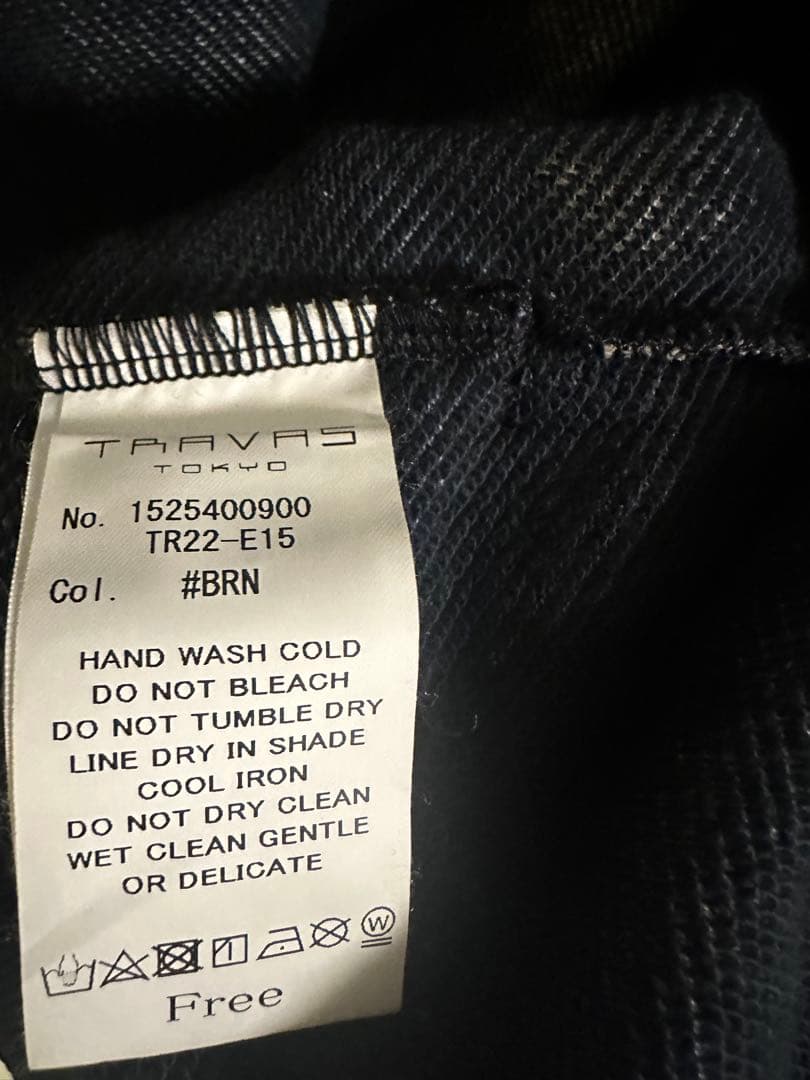 TRAVAS
TOKYO
No. 1525400900
TR22-E15
Col. #BRN
HAND WASH COLD
DO NOT BLEACH
DO NOT TUMBLE DRY
LINE DRY IN SHADE
COOL IRON
DO NOT DRY CLEAN
WET CLEAN GENTLE
OR DELICATE
W
Free